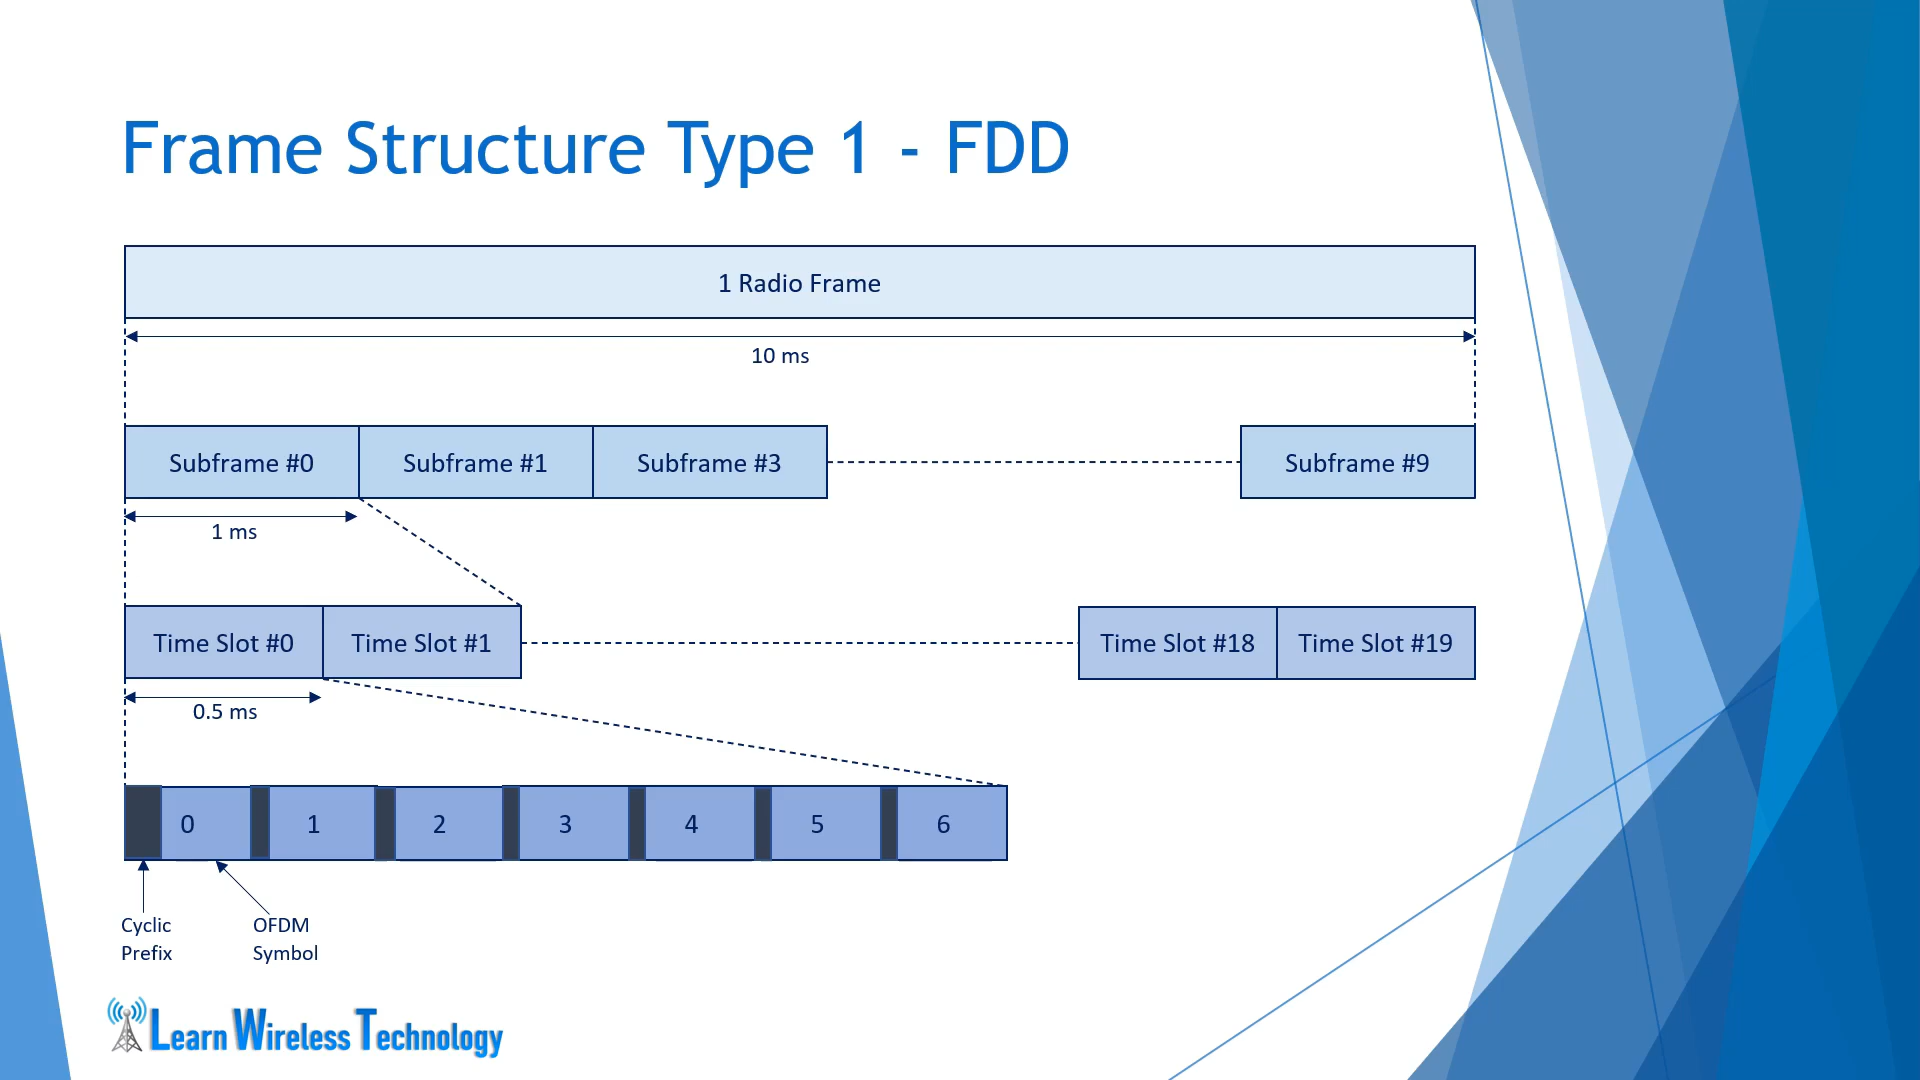 Frame Structure Type 1 - FDD
1 Radio Frame
10 ms
Subframe #0
Subframe #1
Subframe #3
Subframe #9
1 ms
Time Slot #0
Time Slot #1
Time Slot #18
Time Slot #19
0.5 ms
0
1
2
3
4
5
6
Cyclic
Prefix
OFDM
Symbol
Learn Wireless Technology